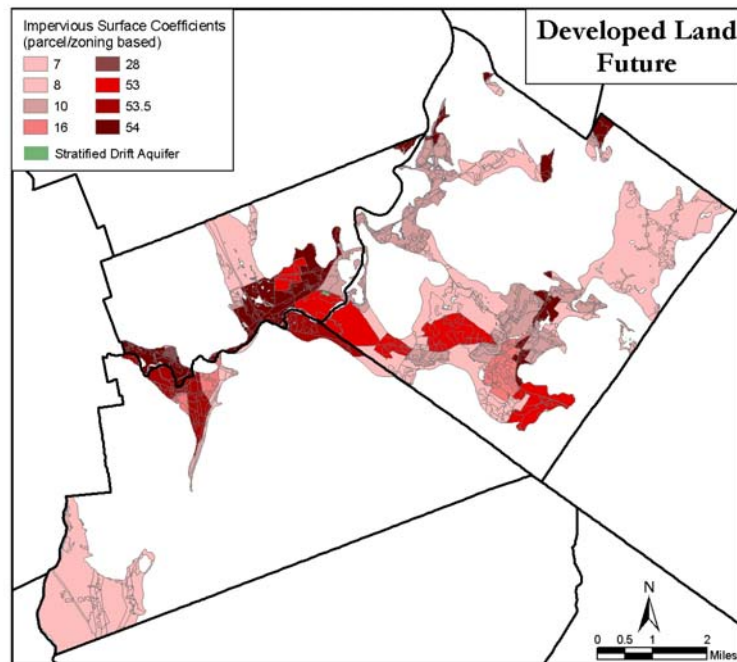 Impervious Surface Coefficients
(parcel/zoning based)
7 28
8 53
10 53.5
16 54
Stratified Drift Aquifer
Developed Land
Future
N
0 0.5 1 2
Miles